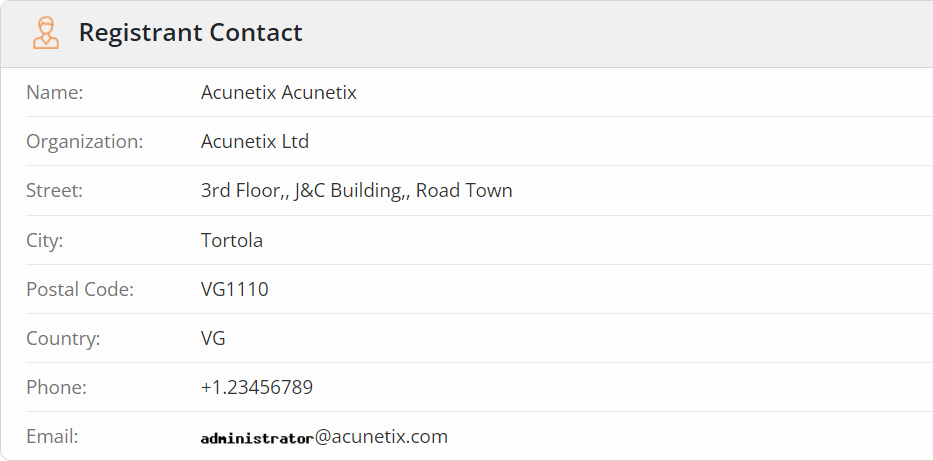 Registrant Contact
Name: Acunetix Acunetix
Organization: Acunetix Ltd
Street: 3rd Floor,, J&C Building,, Road Town
City: Tortola
Postal Code: VG1110
Country: VG
Phone: +1.23456789
Email: administrator@acunetix.com